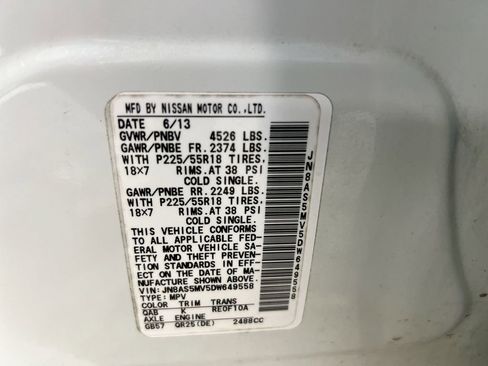 MFD BY NISSAN MOTOR CO.,LTD.
DATE 6/13
GVWR/PNBV 4526 LBS.
GAWR/PNBE FR. 2374 LBS.
WITH P225/55R18 TIRES.
18×7 RIMS.AT 38 PSI
COLD SINGLE.
GAWR/PNBE RR. 2249 LBS.
WITH P225/55R18 TIRES.
18×7 RIMS.AT 38 PSI
COLD SINGLE.
THIS VEHICLE CONFORMS
TO ALL APPLICABLE FED-
ERAL MOTOR VEHICLE SA-
FETY AND THEFT PREVEN-
TION STANDARDS IN EFF-
ECT ON THE DATE OF MA-
NUFACTURE SHOWN ABOVE.
VIN: JN8AS5MV5DW649558
TYPE: MPV
COLOR TRIM TRANS
QAB K RE0F10A
AXLE ENGINE
GB57 QR25(DE) 2488CC
JN8AS5MV5DW649558